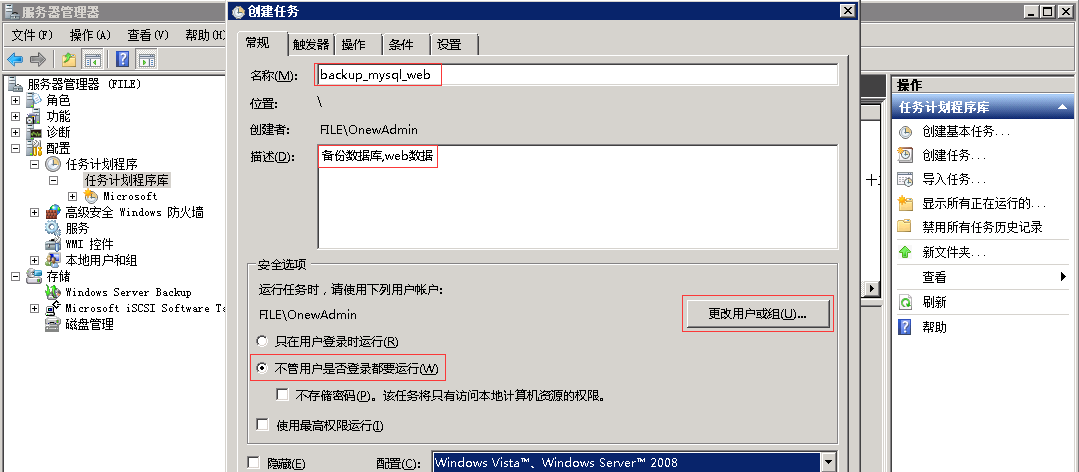 服务器管理器
文件(F) 操作(A) 查看(V) 帮助(H)
服务器管理器 (FILE)
角色
功能
诊断
配置
任务计划程序
任务计划程序库
Microsoft
高级安全 Windows 防火墙
服务
WMI 控件
本地用户和组
存储
Windows Server Backup
Microsoft iSCSI Software Ta
磁盘管理
创建任务
常规 触发器 操作 条件 设置
名称(M): backup_mysql_web
位置: \
创建者: FILE\OnewAdmin
描述(D): 备份数据库,web数据
安全选项
运行任务时，请使用下列用户帐户:
FILE\OnewAdmin
更改用户或组(U)...
只在用户登录时运行(R)
不管用户是否登录都要运行(W)
不存储密码(P)。该任务将只有访问本地计算机资源的权限。
使用最高权限运行(I)
隐藏(E) 配置(C): Windows Vista™、Windows Server™ 2008
操作
任务计划程序库
创建基本任务...
创建任务...
导入任务...
显示所有正在运行的...
禁用所有任务历史记录
新文件夹...
查看
刷新
帮助